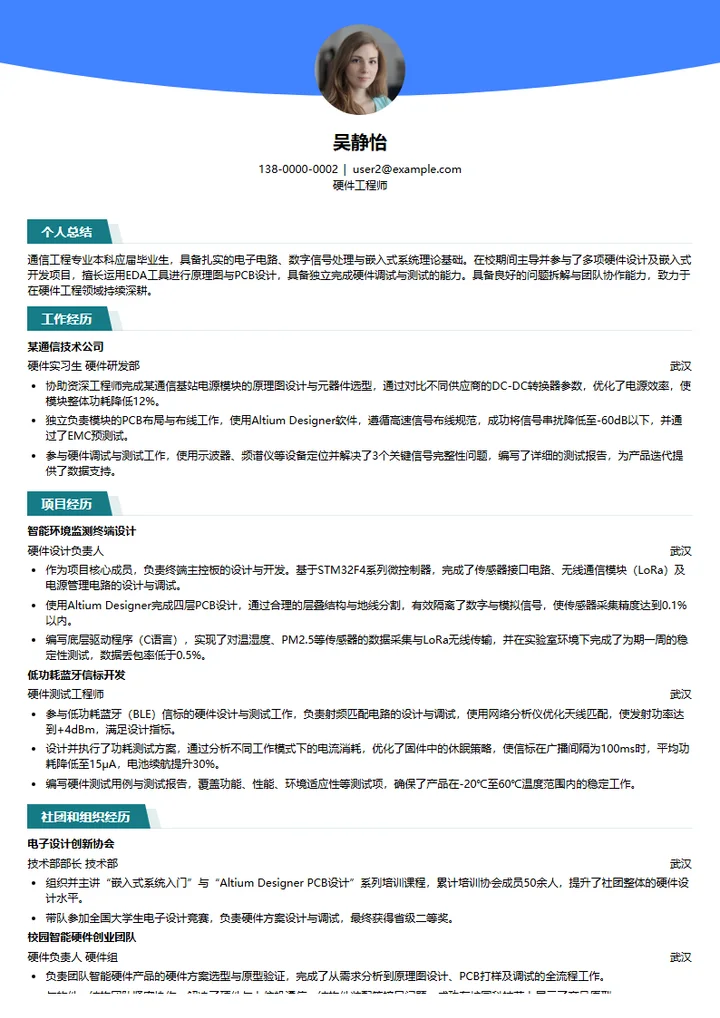 吴静怡
138-0000-0002 | user2@example.com
硬件工程师
个人总结
通信工程专业本科应届毕业生，具备扎实的电子电路、数字信号处理与嵌入式系统理论基础。在校期间主导并参与了多项硬件设计及嵌入式
开发项目，擅长运用EDA工具进行原理图与PCB设计，具备独立完成硬件调试与测试的能力。具备良好的问题拆解与团队协作能力，致力于
在硬件工程领域持续深耕。
工作经历
某通信技术公司
硬件实习生 硬件研发部 武汉
• 协助资深工程师完成某通信基站电源模块的原理图设计与元器件选型，通过对比不同供应商的DC-DC转换器参数，优化了电源效率，使
模块整体功耗降低12%。
• 独立负责模块的PCB布局与布线工作，使用Altium Designer软件，遵循高速信号布线规范，成功将信号串扰降低至-60dB以下，并通
过了EMC预测试。
• 参与硬件调试与测试工作，使用示波器、频谱仪等设备定位并解决了3个关键信号完整性问题，编写了详细的测试报告，为产品迭代提
供了数据支持。
项目经历
智能环境监测终端设计
硬件设计负责人 武汉
• 作为项目核心成员，负责终端主控板的设计与开发。基于STM32F4系列微控制器，完成了传感器接口电路、无线通信模块（LoRa）及
电源管理电路的设计与调试。
• 使用Altium Designer完成四层PCB设计，通过合理的层叠结构与地线分割，有效隔离了数字与模拟信号，使传感器采集精度达到0.1%
以内。
• 编写底层驱动程序（C语言），实现了对温湿度、PM2.5等传感器的数据采集与LoRa无线传输，并在实验室环境下完成了为期一周的稳
定性测试，数据丢包率低于0.5%。
低功耗蓝牙信标开发
硬件测试工程师 武汉
• 参与低功耗蓝牙（BLE）信标的硬件设计与测试工作，负责射频匹配电路的设计与调试，使用网络分析仪优化天线匹配，使发射功率达
到+4dBm，满足设计指标。
• 设计并执行了功耗测试方案，通过分析不同工作模式下的电流消耗，优化了固件中的休眠策略，使信标在广播间隔为100ms时，平均功
耗降低至15μA，电池续航提升30%。
• 编写硬件测试用例与测试报告，覆盖功能、性能、环境适应性等测试项，确保了产品在-20℃至60℃温度范围内的稳定工作。
社团和组织经历
电子设计创新协会
技术部部长 技术部 武汉
• 组织并主讲“嵌入式系统入门”与“Altium Designer PCB设计”系列培训课程，累计培训协会成员50余人，提升了社团整体的硬件设
计水平。
• 带队参加全国大学生电子设计竞赛，负责硬件方案设计与调试，最终获得省级二等奖。
校园智能硬件创业团队
硬件负责人 硬件组 武汉
• 负责团队智能硬件产品的硬件方案选型与原型验证，完成了从需求分析到原理图设计、PCB打样及调试的全流程工作。